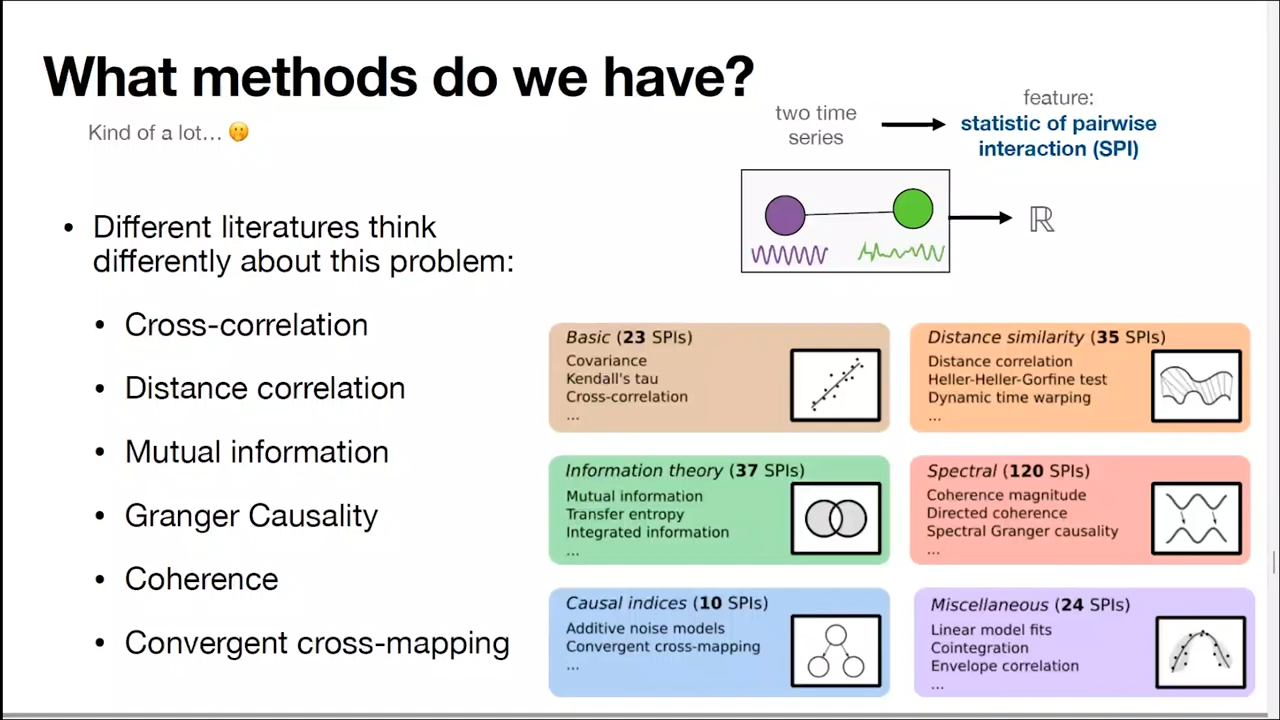 What methods do we have?
Kind of a lot... 🤫
two time
series
feature:
statistic of pairwise
interaction (SPI)
ℝ
• Different literatures think
differently about this problem:
• Cross-correlation
• Distance correlation
• Mutual information
• Granger Causality
• Coherence
• Convergent cross-mapping
Basic (23 SPIs)
Covariance
Kendall's tau
Cross-correlation
...
Distance similarity (35 SPIs)
Distance correlation
Heller-Heller-Gorfine test
Dynamic time warping
...
Information theory (37 SPIs)
Mutual information
Transfer entropy
Integrated information
...
Spectral (120 SPIs)
Coherence magnitude
Directed coherence
Spectral Granger causality
...
Causal indices (10 SPIs)
Additive noise models
Convergent cross-mapping
...
Miscellaneous (24 SPIs)
Linear model fits
Cointegration
Envelope correlation
...